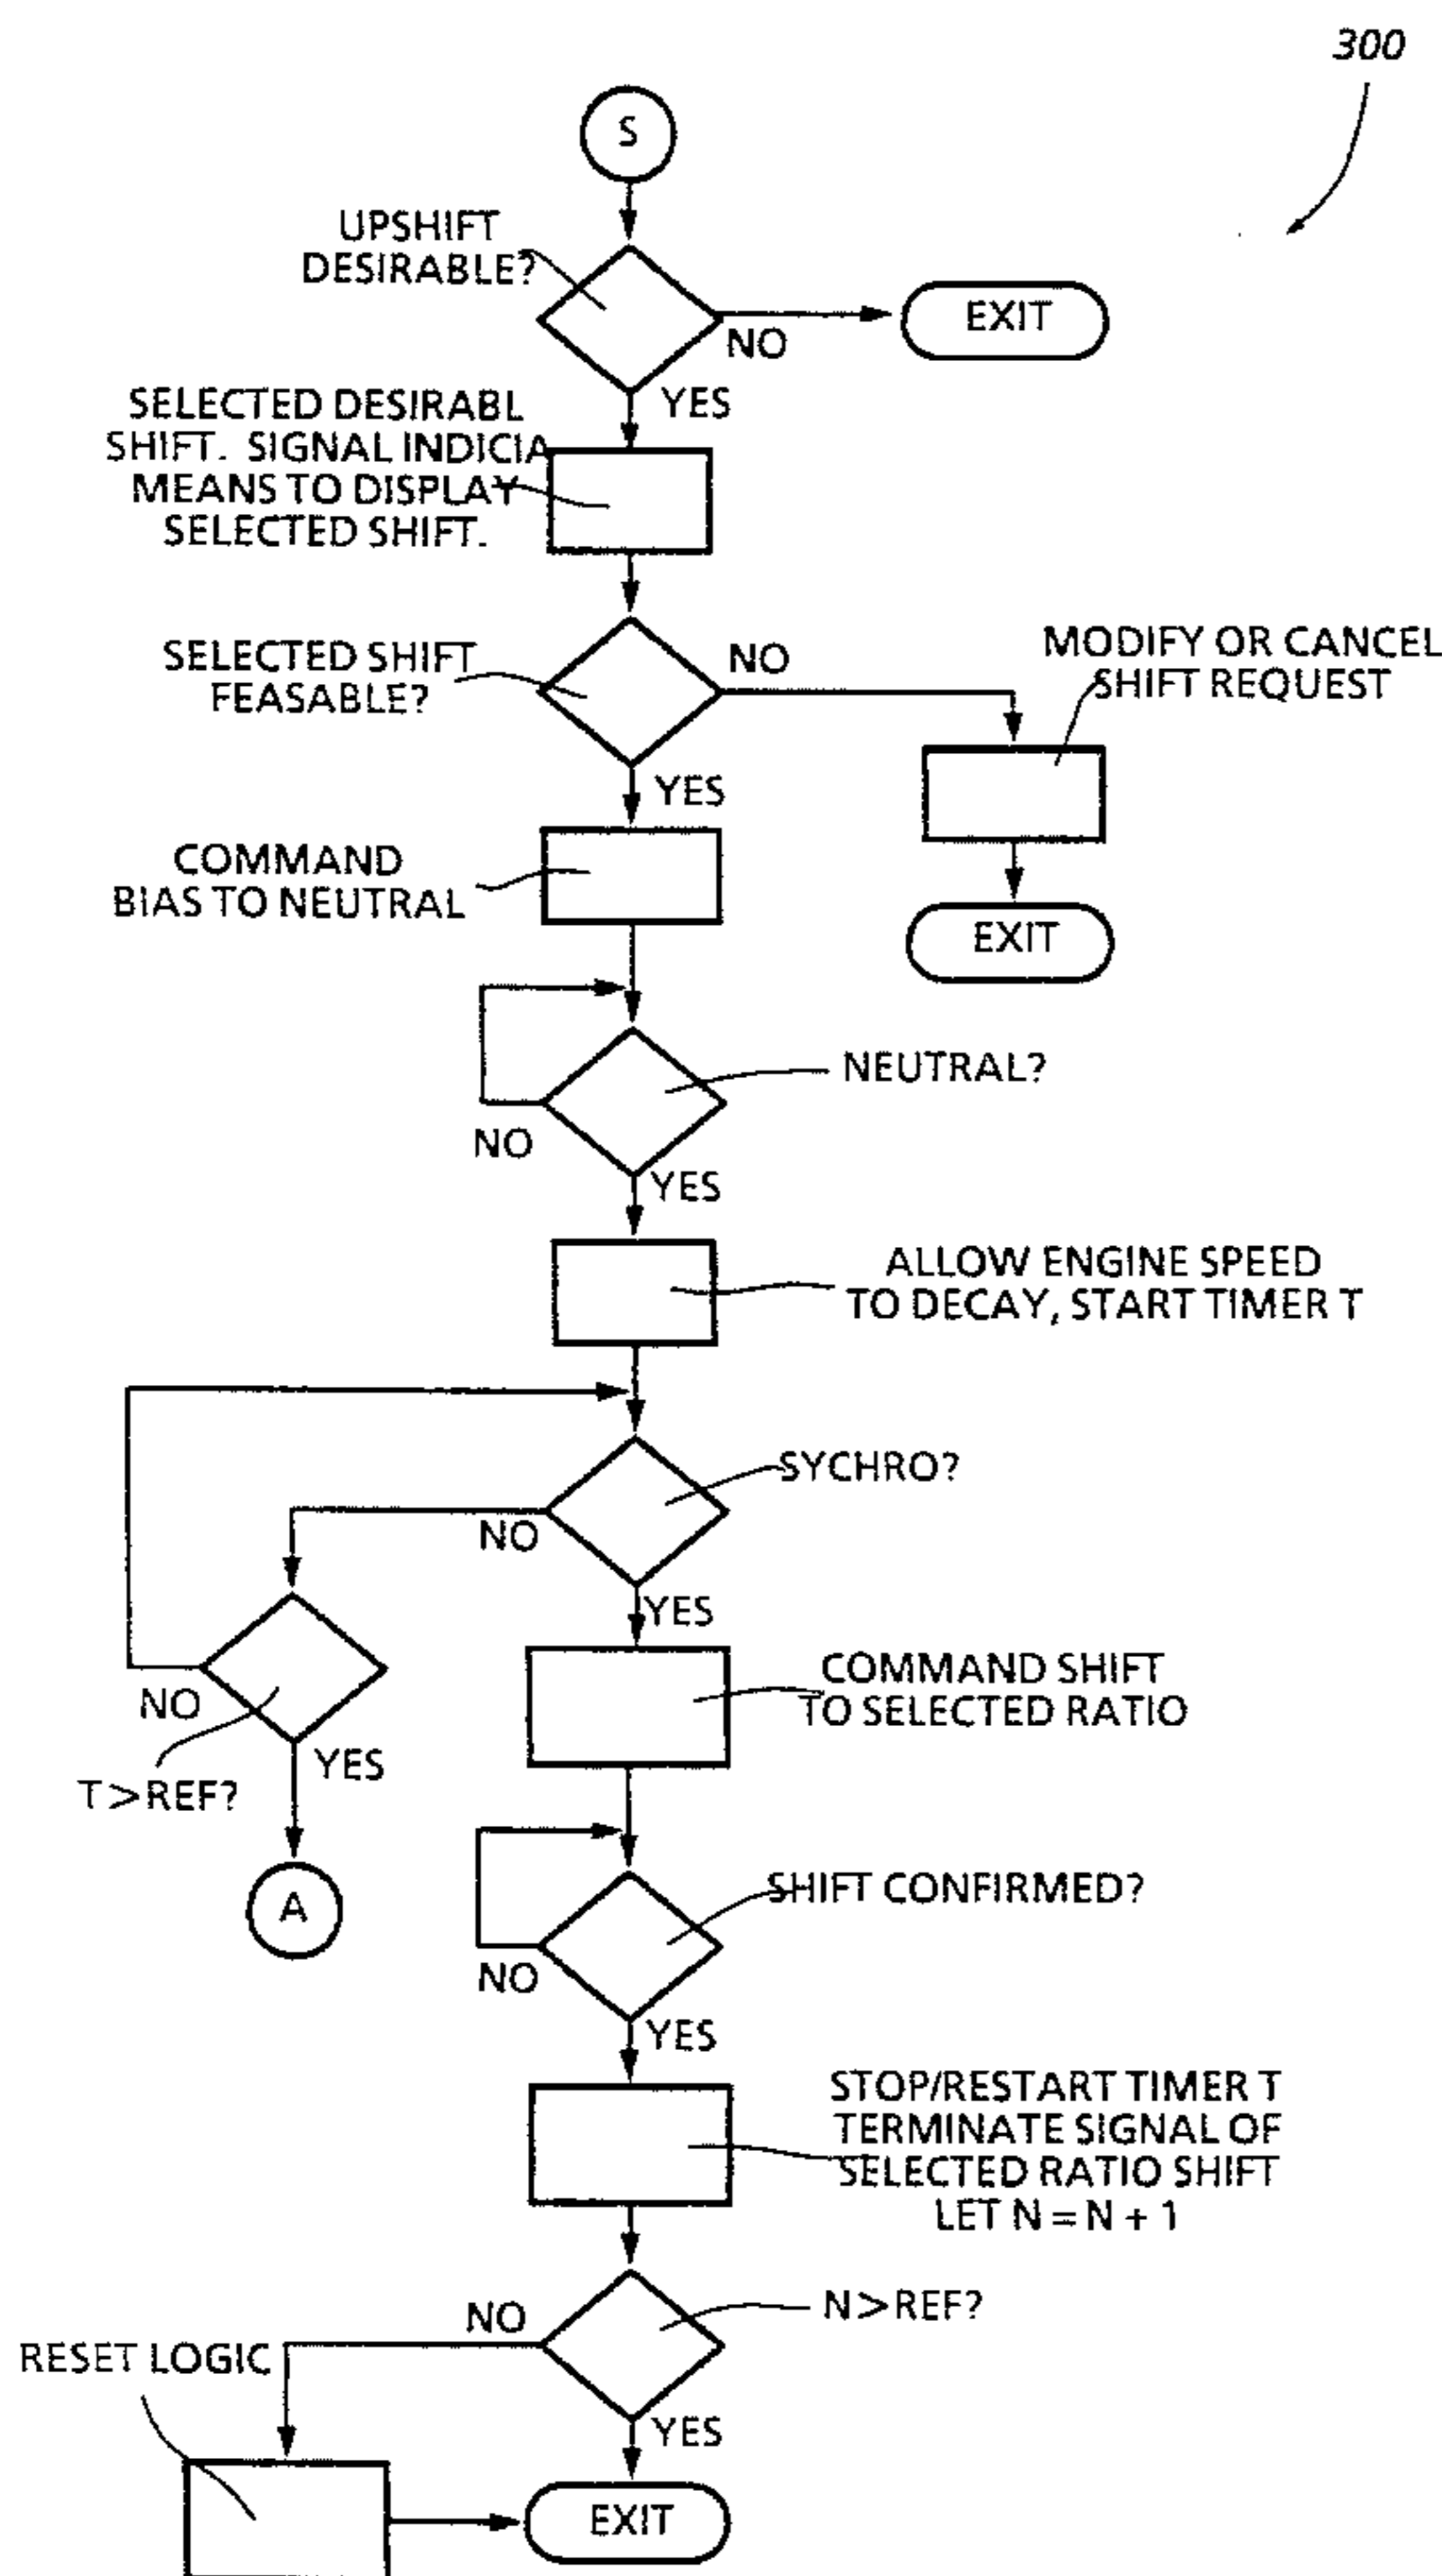 300
S
UPSHIFT
DESIRABLE?
NO
EXIT
YES
SELECTED DESIRABL
SHIFT. SIGNAL INDICIA
MEANS TO DISPLAY
SELECTED SHIFT.
SELECTED SHIFT
FEASABLE?
NO
MODIFY OR CANCEL
SHIFT REQUEST
YES
COMMAND
BIAS TO NEUTRAL
EXIT
NEUTRAL?
NO
YES
ALLOW ENGINE SPEED
TO DECAY, START TIMER T
SYCHRO?
NO
YES
COMMAND SHIFT
TO SELECTED RATIO
NO
YES
T>REF?
A
SHIFT CONFIRMED?
NO
YES
STOP/RESTART TIMER T
TERMINATE SIGNAL OF
SELECTED RATIO SHIFT
LET N = N + 1
N>REF?
NO
RESET LOGIC
YES
EXIT